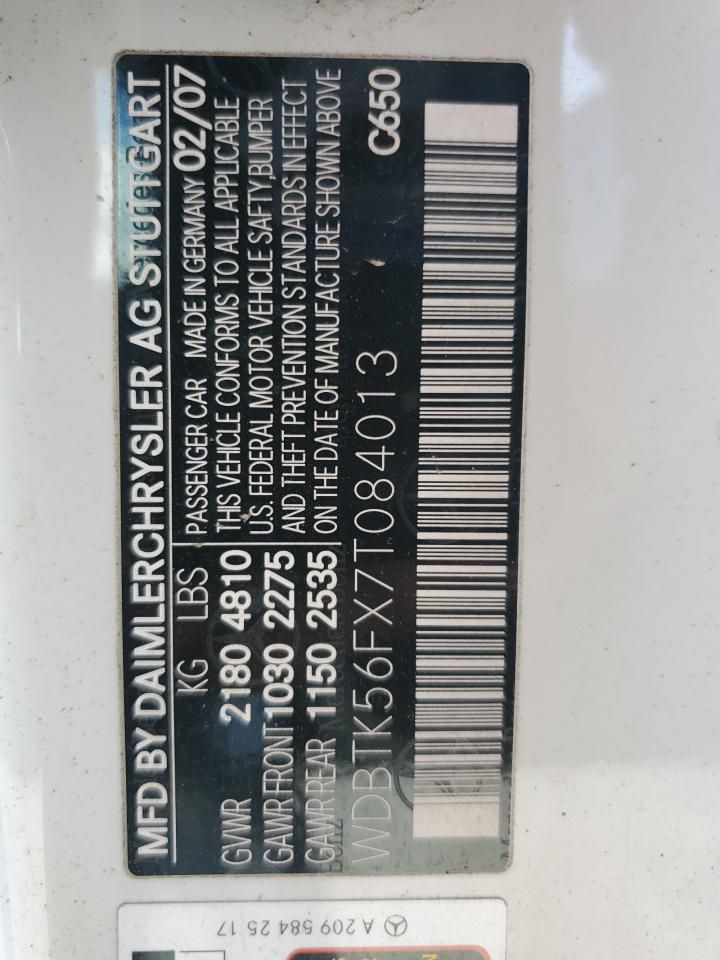 MFD BY DAIMLERCHRYSLER AG STUTTGART
KG LBS
GVWR 2180 4810
GAWR FRONT 1030 2275
GAWR REAR 1150 2535
PASSENGER CAR MADE IN GERMANY 02/07
THIS VEHICLE CONFORMS TO ALL APPLICABLE
U.S. FEDERAL MOTOR VEHICLE SAFTY,BUMPER
AND THEFT PREVENTION STANDARDS IN EFFECT
ON THE DATE OF MANUFACTURE SHOWN ABOVE
WDBTK56FX7T084013
C650
A 209 584 25 17